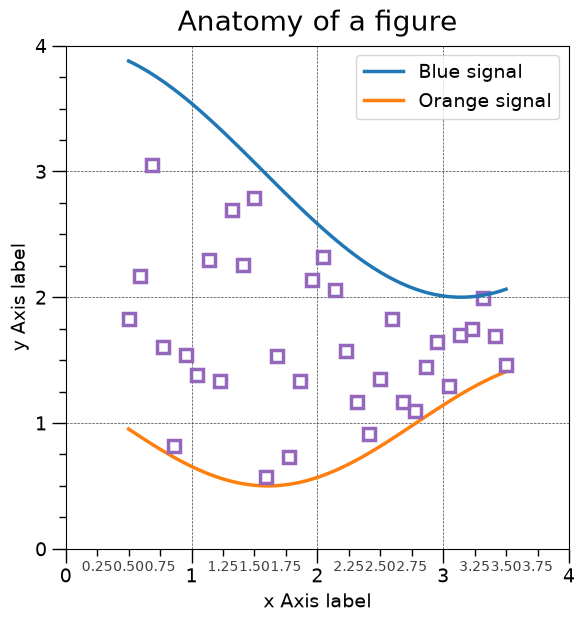 Anatomy of a figure
Blue signal
Orange signal
4
3
2
1
0
y Axis label
0 0.25 0.50 0.75 1 1.25 1.50 1.75 2 2.25 2.50 2.75 3 3.25 3.50 3.75 4
x Axis label